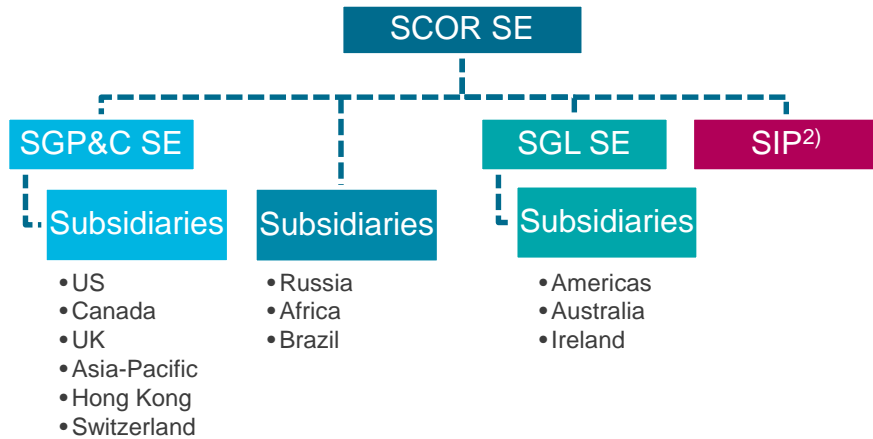 SCOR SE
SGP&C SE
SGL SE
SIP2)
Subsidiaries
Subsidiaries
Subsidiaries
•US
•Canada
•UK
•Asia-Pacific
•Hong Kong
•Switzerland
•Russia
•Africa
•Brazil
•Americas
•Australia
•Ireland